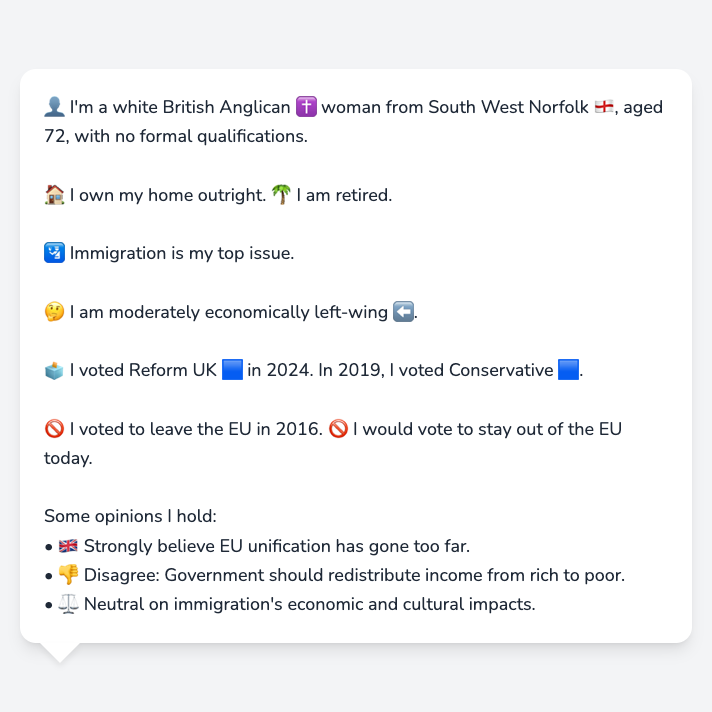 👤 I'm a white British Anglican ✝️ woman from South West Norfolk 🏴󠁧󠁢󠁥󠁮󠁧󠁿, aged
72, with no formal qualifications.
🏠 I own my home outright. 🌴 I am retired.
🛂 Immigration is my top issue.
🤔 I am moderately economically left-wing ⬅️.
🗳️ I voted Reform UK 🟦 in 2024. In 2019, I voted Conservative 🟦.
🚫 I voted to leave the EU in 2016. 🚫 I would vote to stay out of the EU
today.
Some opinions I hold:
• 🇬🇧 Strongly believe EU unification has gone too far.
• 👎 Disagree: Government should redistribute income from rich to poor.
• ⚖️ Neutral on immigration's economic and cultural impacts.